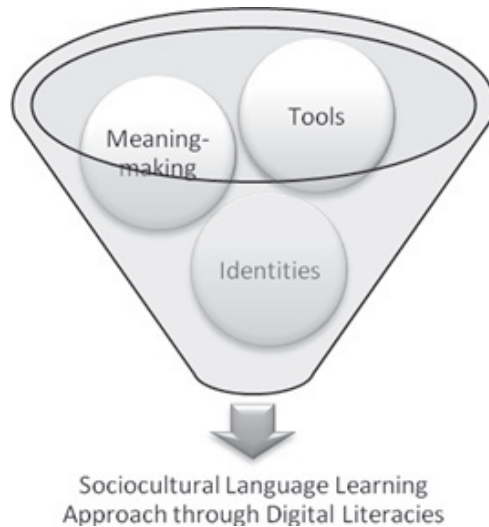 Tools
Meaning-
making
Identities
Sociocultural Language Learning
Approach through Digital Literacies